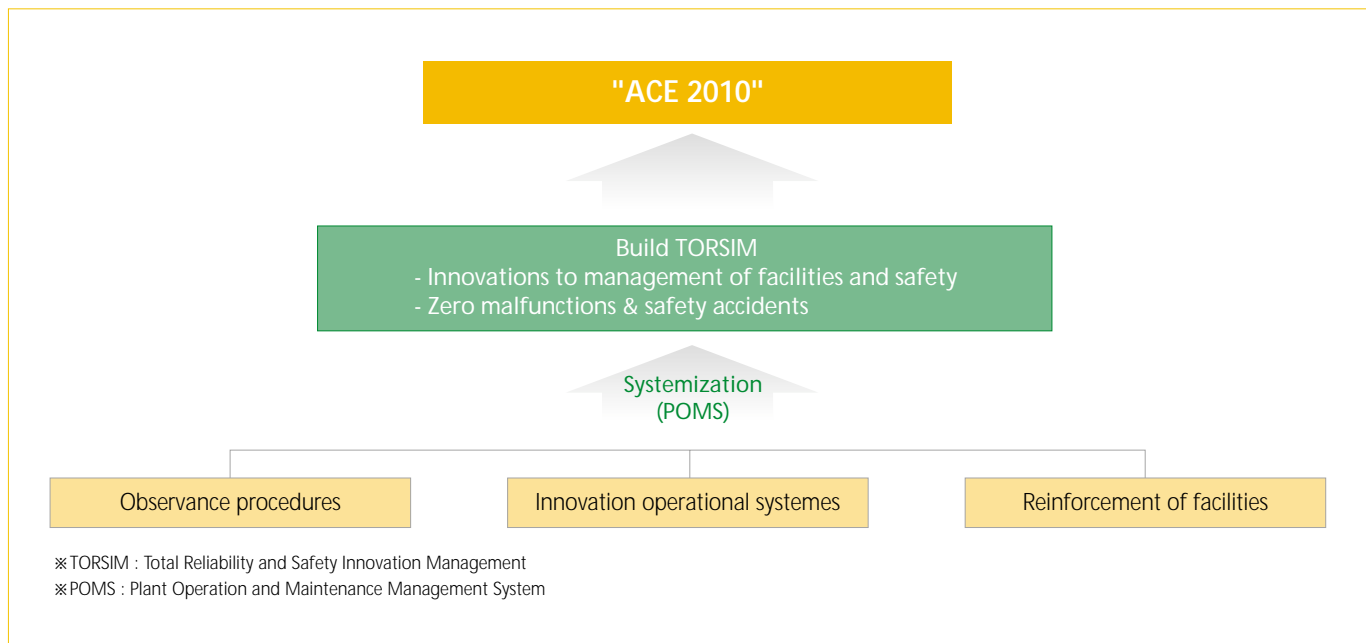 "ACE 2010"
Build TORSIM
- Innovations to management of facilities and safety
- Zero malfunctions & safety accidents
Systemization
(POMS)
Observance procedures
Innovation operational systemes
Reinforcement of facilities
※TORSIM : Total Reliability and Safety Innovation Management
※POMS : Plant Operation and Maintenance Management System